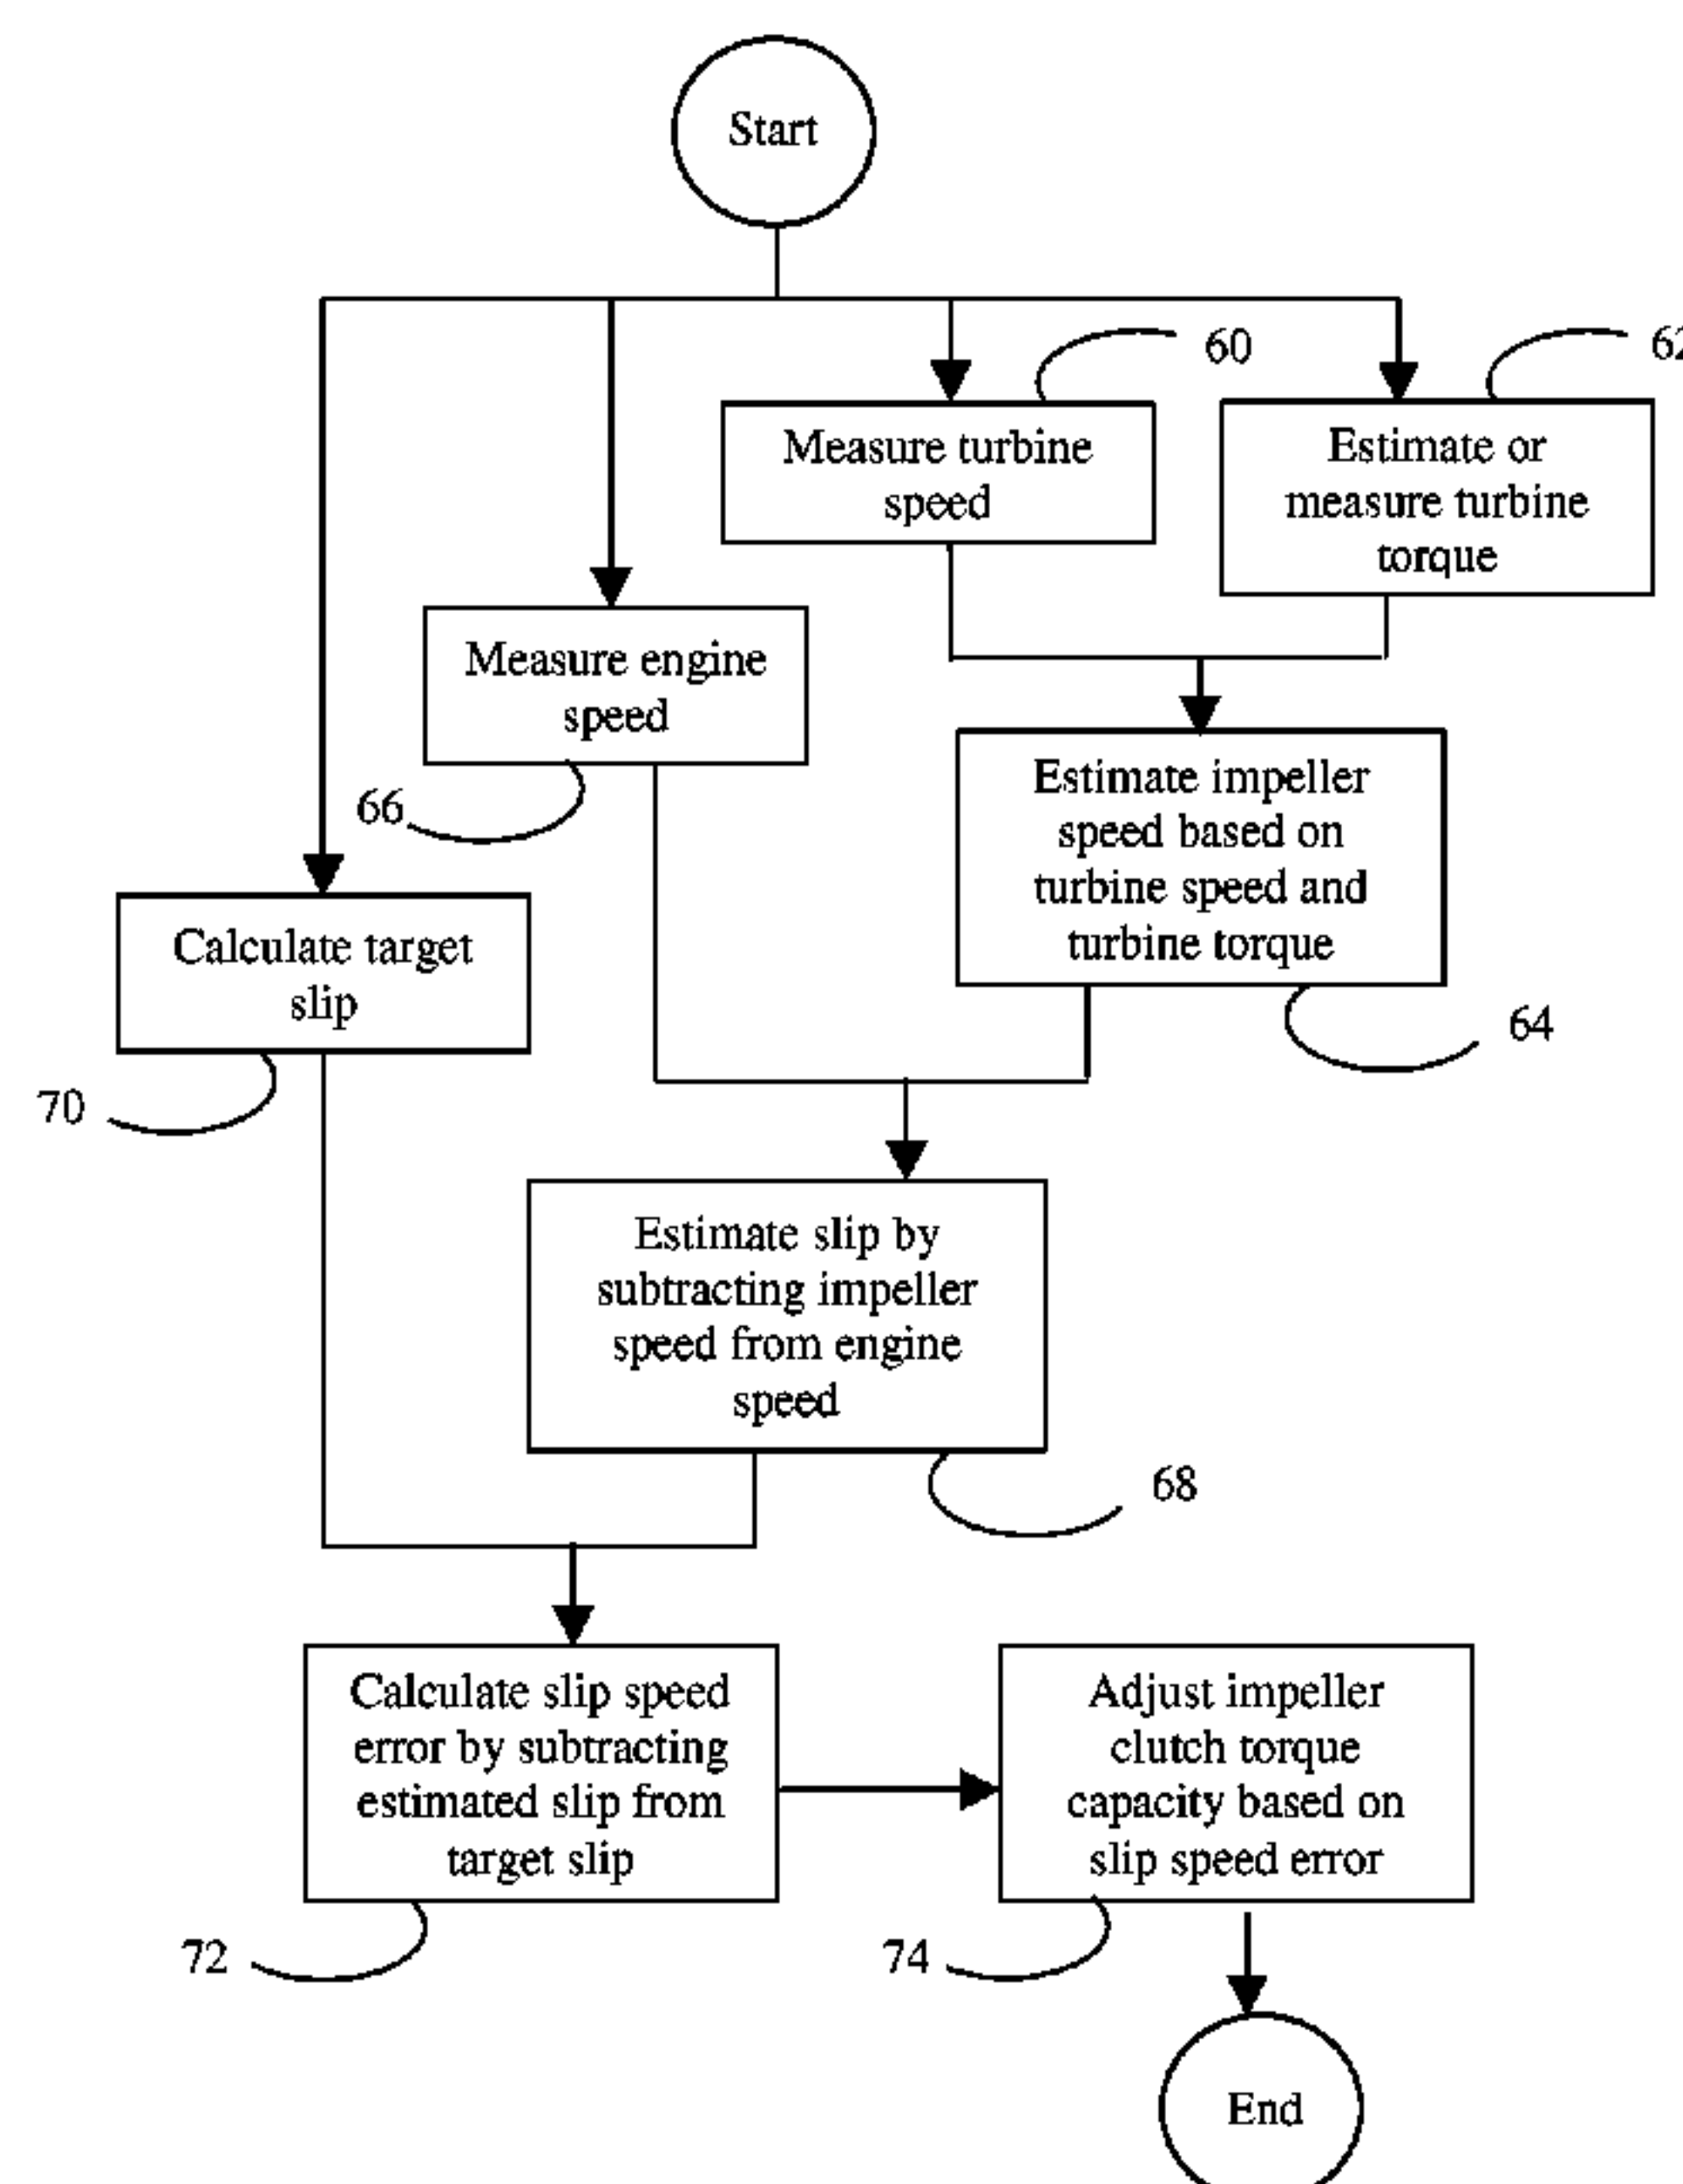 Start
60
62
Measure turbine
speed
Estimate or
measure turbine
torque
Measure engine
speed
66
Estimate impeller
speed based on
turbine speed and
turbine torque
64
Calculate target
slip
70
Estimate slip by
subtracting impeller
speed from engine
speed
68
Calculate slip speed
error by subtracting
estimated slip from
target slip
72
Adjust impeller
clutch torque
capacity based on
slip speed error
74
End